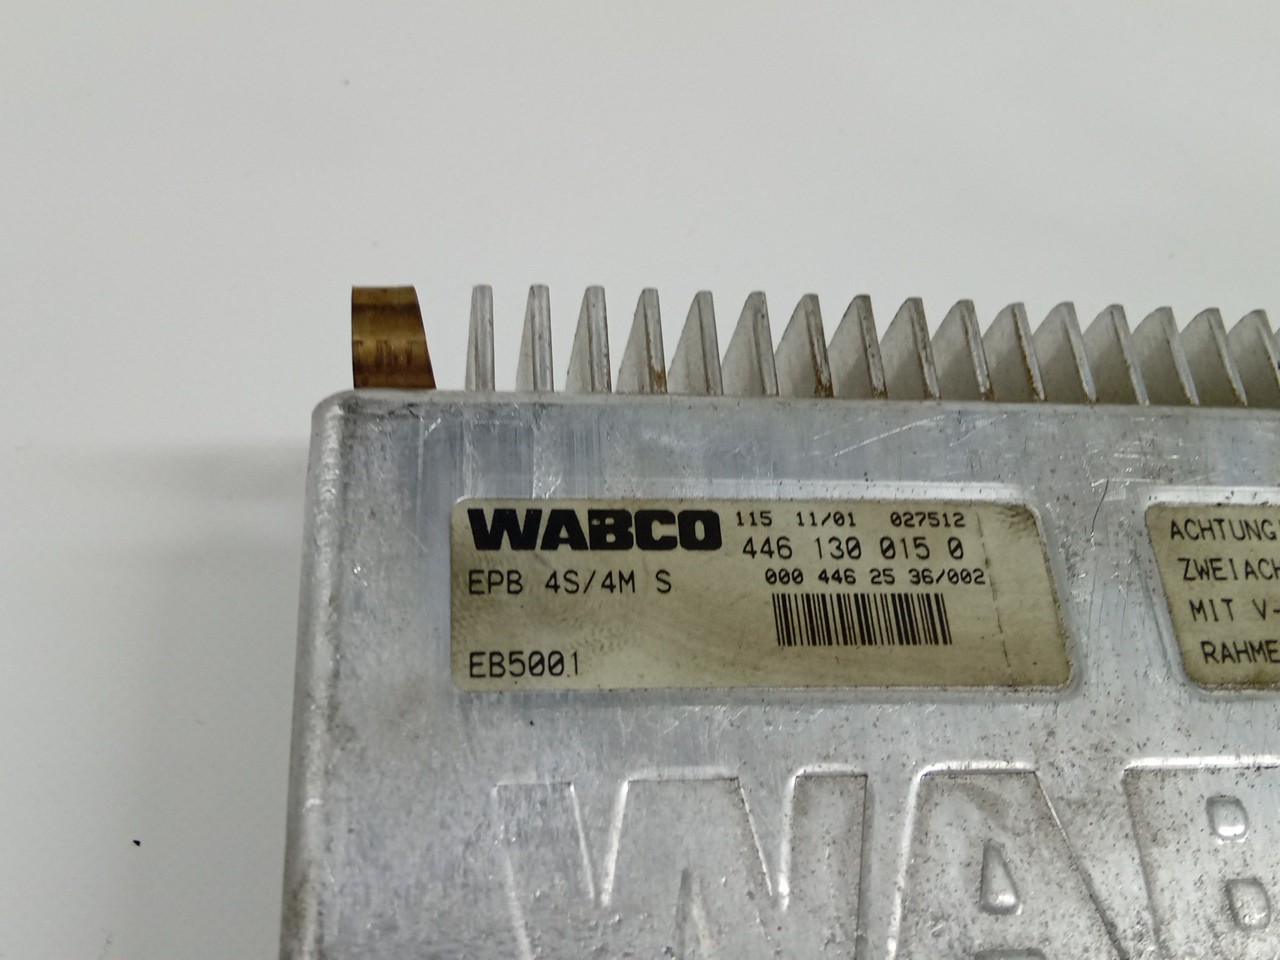 WABCO 115 11/01 027512
446 130 015 0
EPB 4S/4M S 000 446 25 36/002
EB5001
ACHTUNG
ZWEIACH
MIT V-
RAHME
WAB